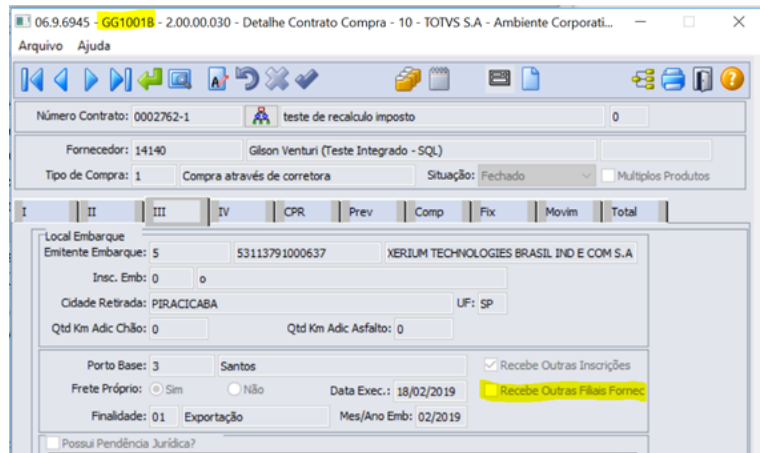 06.9.6945 - GG1001B - 2.00.00.030 - Detalhe Contrato Compra - 10 - TOTVS S.A - Ambiente Corporati...
Arquivo Ajuda
Número Contrato: 0002762-1 teste de recalculo imposto 0
Fornecedor: 14140 Gilson Venturi (Teste Integrado - SQL)
Tipo de Compra: 1 Compra através de corretora Situação: Fechado Multiplos Produtos
I II III IV CPR Prev Comp Fix Movim Total
Local Embarque
Emitente Embarque: 5 53113791000637 XERIUM TECHNOLOGIES BRASIL IND E COM S.A
Insc. Emb: 0 o
Cidade Retirada: PIRACICABA UF: SP
Qtd Km Adic Chão: 0 Qtd Km Adic Asfalto: 0
Porto Base: 3 Santos Recebe Outras Inscrições
Frete Próprio: Sim Não Data Exec.: 18/02/2019 Recebe Outras Filiais Fornec
Finalidade: 01 Exportação Mes/Ano Emb: 02/2019
Possui Pendência Jurídica?